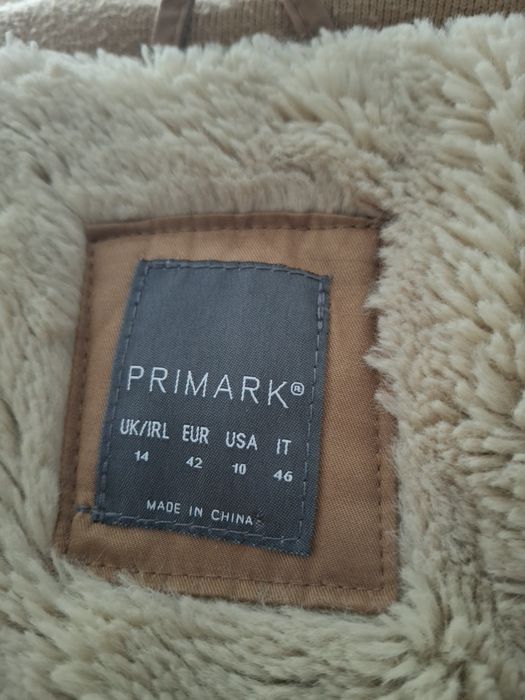 PRIMARK®
UK/IRL EUR USA IT
14 42 10 46
MADE IN CHINA